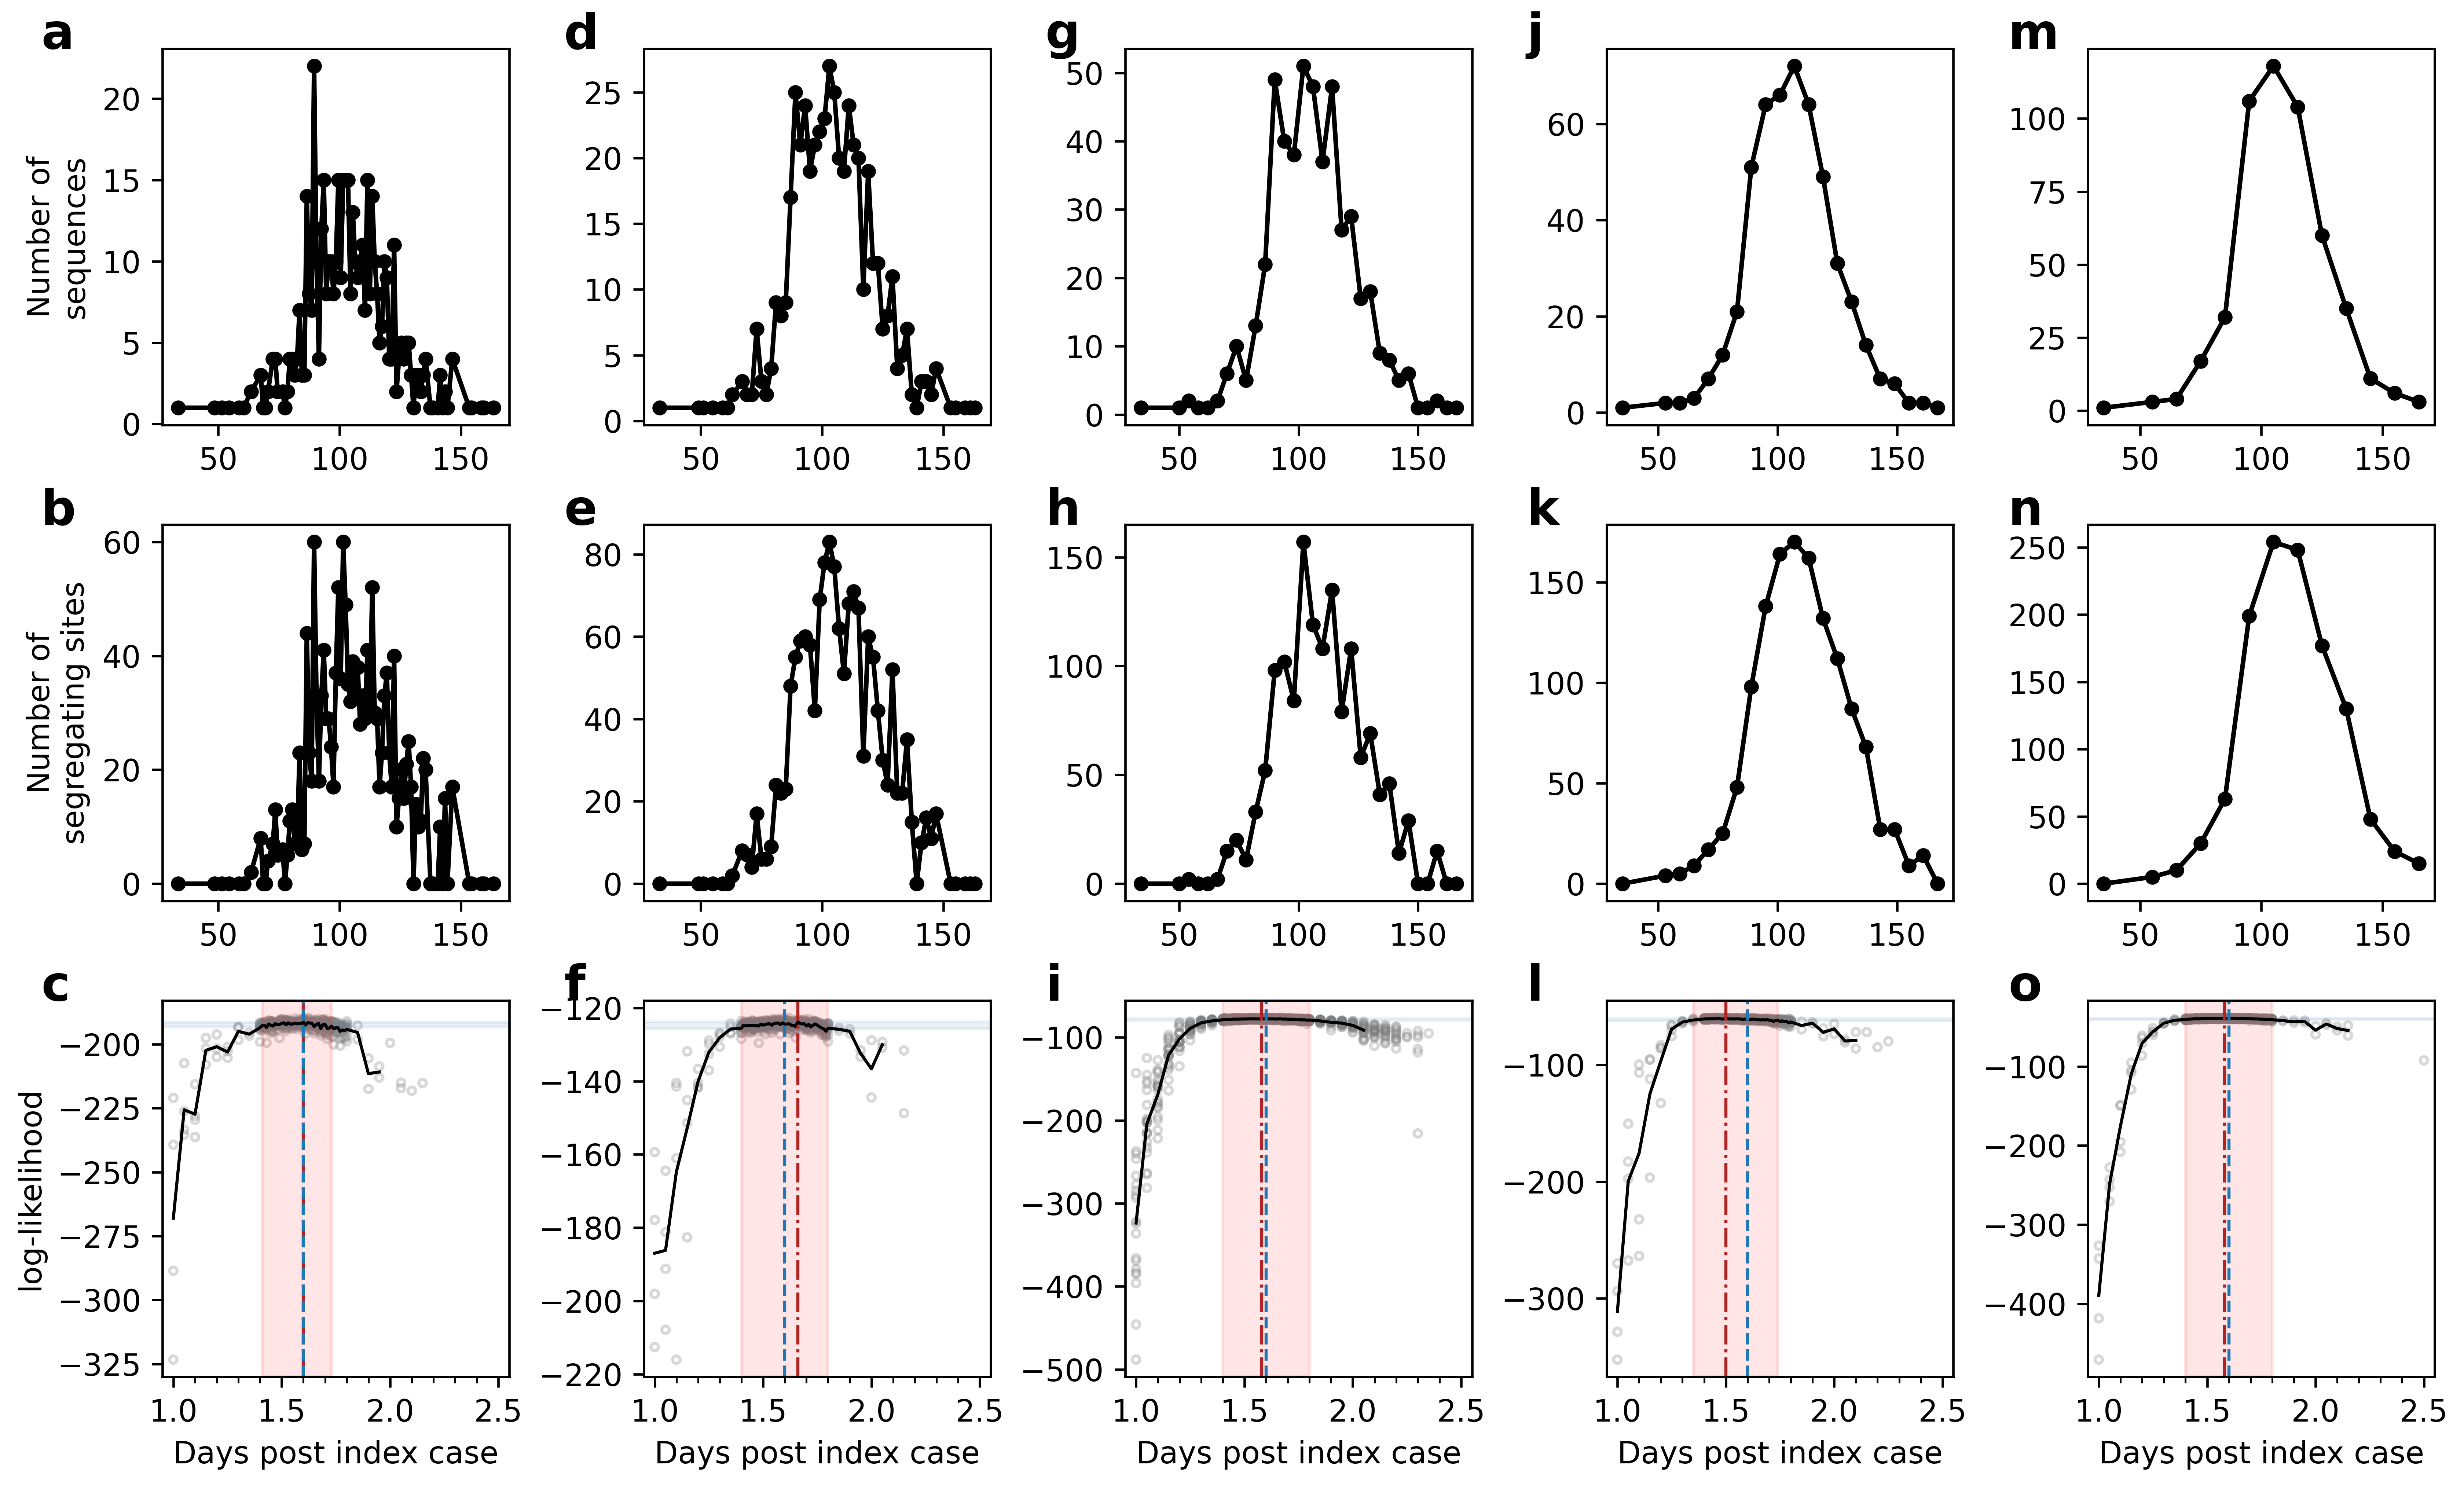 a d g j m
Number of
sequences
20 15 10 5 0
25 20 15 10 5 0
50 40 30 20 10 0
60 40 20 0
100 75 50 25 0
50 100 150 50 100 150 50 100 150 50 100 150 50 100 150
b e h k n
Number of
segregating sites
60 40 20 0
80 60 40 20 0
150 100 50 0
150 100 50 0
250 200 150 100 50 0
50 100 150 50 100 150 50 100 150 50 100 150 50 100 150
c f i l o
log-likelihood
−200 −225 −250 −275 −300 −325
−120 −140 −160 −180 −200 −220
−100 −200 −300 −400 −500
−100 −200 −300
−100 −200 −300 −400
1.0 1.5 2.0 2.5 1.0 1.5 2.0 2.5 1.0 1.5 2.0 2.5 1.0 1.5 2.0 2.5 1.0 1.5 2.0 2.5
Days post index case Days post index case Days post index case Days post index case Days post index case